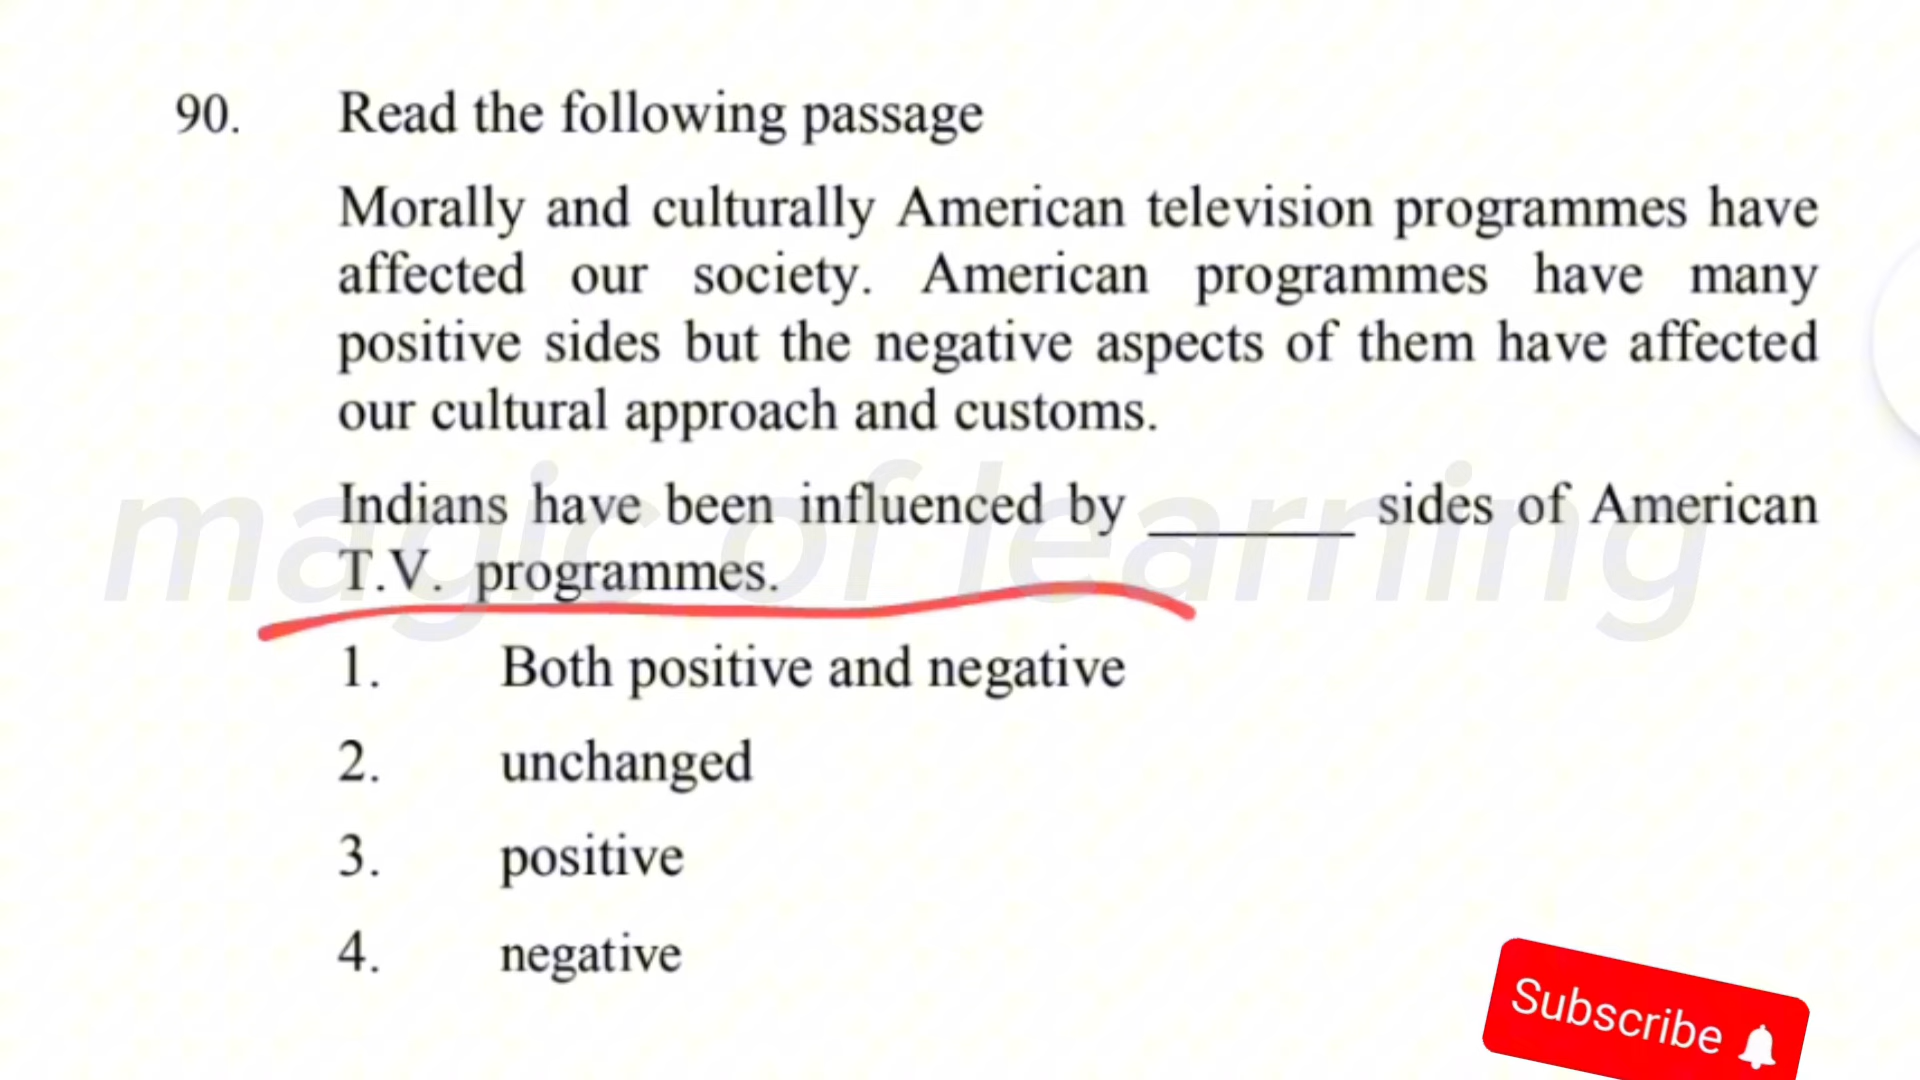 90. Read the following passage
Morally and culturally American television programmes have
affected our society. American programmes have many
positive sides but the negative aspects of them have affected
our cultural approach and customs.
magic of learning
Indians have been influenced by ________ sides of American
T.V. programmes.
1. Both positive and negative
2. unchanged
3. positive
4. negative
Subscribe